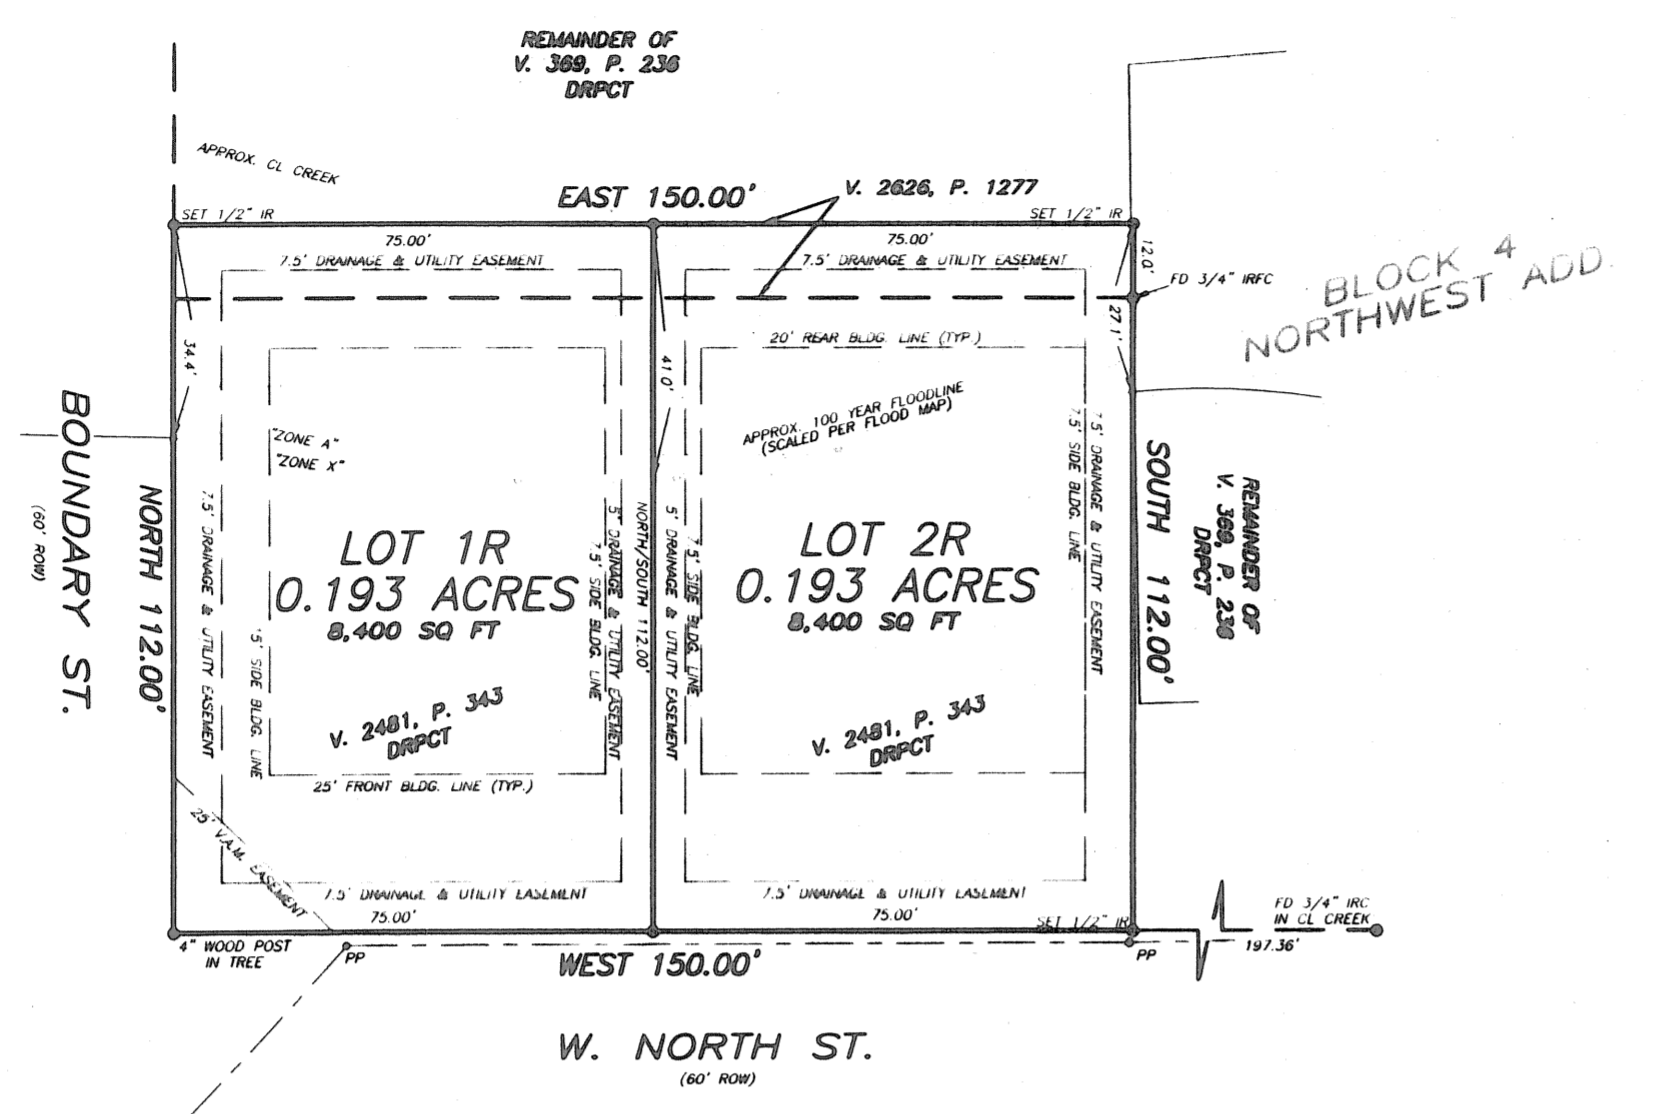 REMAINDER OF
V. 369, P. 236
DRPCT
APPROX. CL CREEK
EAST 150.00'
V. 2626, P. 1277
SET 1/2" IR
SET 1/2" IR
75.00'
75.00'
7.5' DRAINAGE & UTILITY EASEMENT
7.5' DRAINAGE & UTILITY EASEMENT
12.0'
FD 3/4" IRFC
BLOCK 4
NORTHWEST ADD.
27.1'
34.4'
41.0'
20' REAR BLDG. LINE (TYP.)
APPROX. 100 YEAR FLOODLINE
(SCALED PER FLOOD MAP)
"ZONE A"
"ZONE X"
BOUNDARY ST.
(60' ROW)
NORTH 112.00'
7.5' DRAINAGE & UTILITY EASEMENT
5' SIDE BLDG. LINE
LOT 1R
0.193 ACRES
8,400 SQ FT
V. 2481, P. 343
DRPCT
7.5' SIDE BLDG. LINE
5' DRAINAGE & UTILITY EASEMENT
NORTH/SOUTH 112.00'
5' DRAINAGE & UTILITY EASEMENT
7.5' SIDE BLDG. LINE
LOT 2R
0.193 ACRES
8,400 SQ FT
V. 2481, P. 343
DRPCT
7.5' SIDE BLDG. LINE
7.5' DRAINAGE & UTILITY EASEMENT
SOUTH 112.00'
REMAINDER OF
V. 369, P. 236
DRPCT
25' FRONT BLDG. LINE (TYP.)
25' V.A.M. EASEMENT
7.5' DRAINAGE & UTILITY EASEMENT
7.5' DRAINAGE & UTILITY EASEMENT
75.00'
75.00'
SET 1/2" IR
FD 3/4" IRC
IN CL CREEK
197.36'
4" WOOD POST
IN TREE
PP
PP
WEST 150.00'
W. NORTH ST.
(60' ROW)